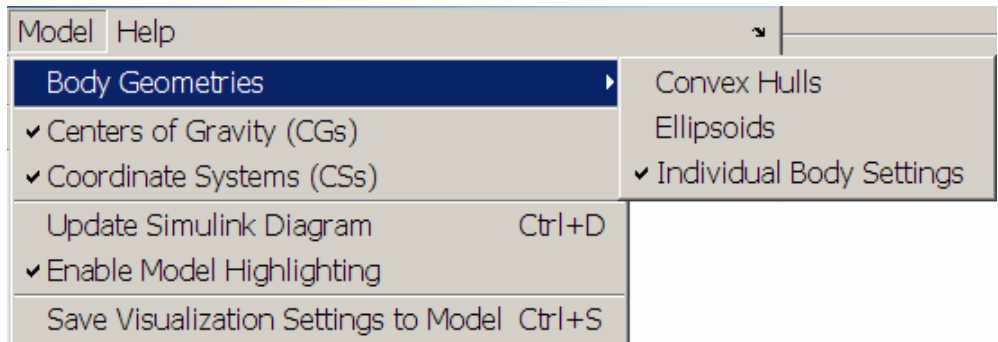 Model Help
Body Geometries
Centers of Gravity (CGs)
Coordinate Systems (CSs)
Update Simulink Diagram Ctrl+D
Enable Model Highlighting
Save Visualization Settings to Model Ctrl+S
Convex Hulls
Ellipsoids
Individual Body Settings